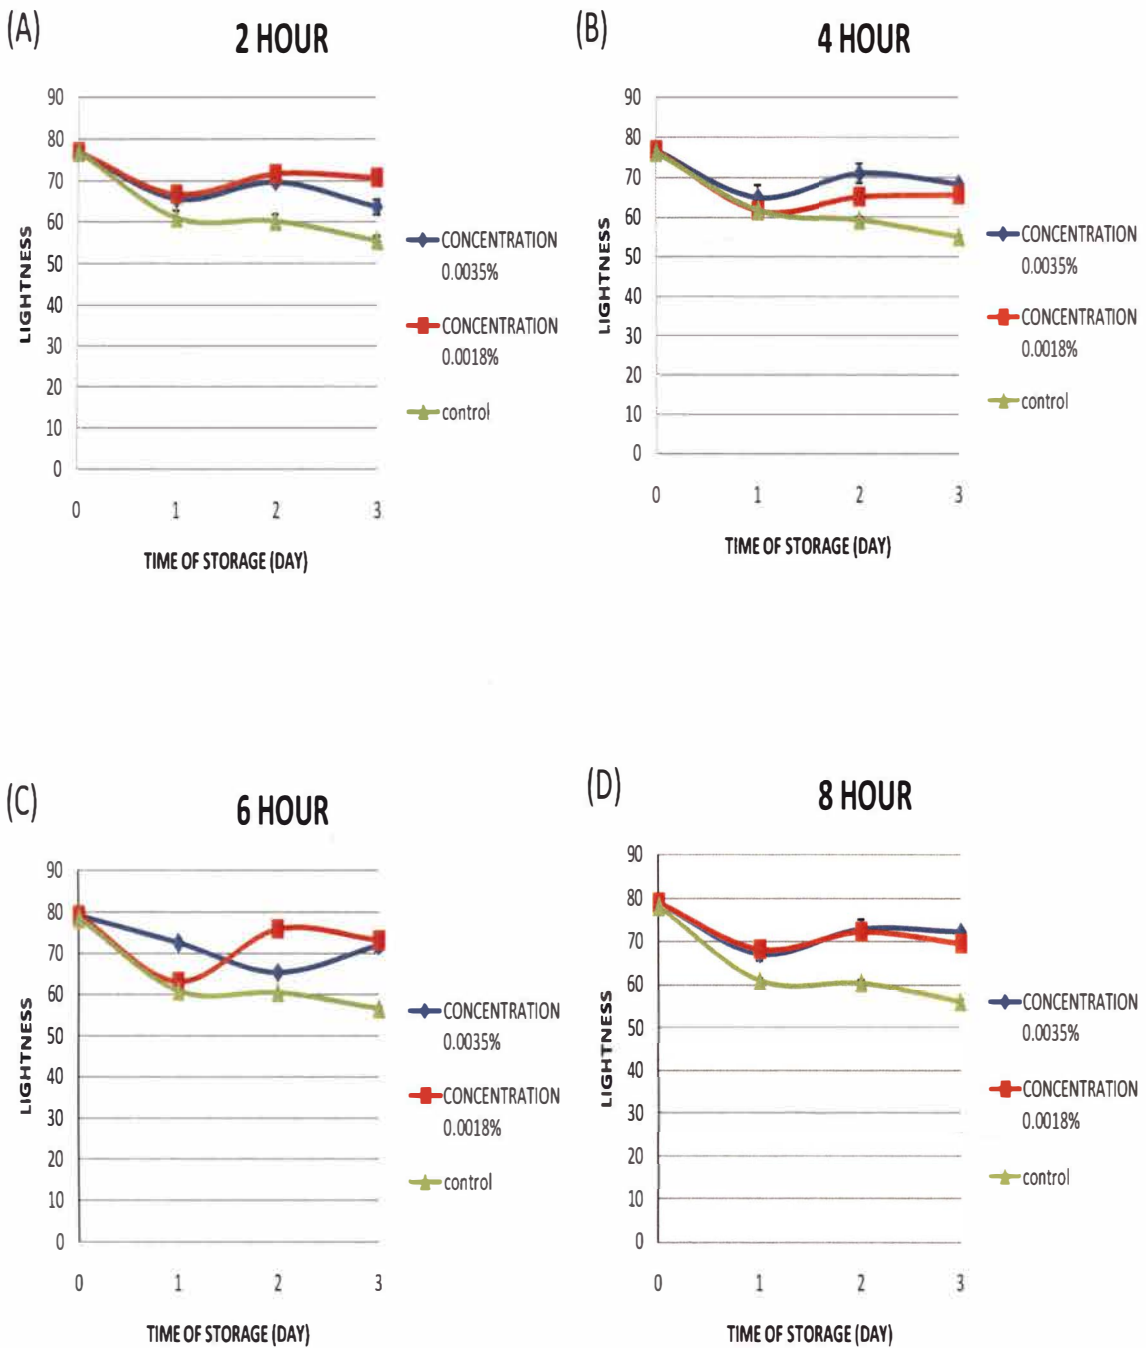 (A)
2 HOUR
90
80
70
60
50
40
30
20
10
0
LIGHTNESS
0 1 2 3
TIME OF STORAGE (DAY)
CONCENTRATION
0.0035%
CONCENTRATION
0.0018%
control
(B)
4 HOUR
90
80
70
60
50
40
30
20
10
0
LIGHTNESS
0 1 2 3
TIME OF STORAGE (DAY)
CONCENTRATION
0.0035%
CONCENTRATION
0.0018%
control
(C)
6 HOUR
90
80
70
60
50
40
30
20
10
0
LIGHTNESS
0 1 2 3
TIME OF STORAGE (DAY)
CONCENTRATION
0.0035%
CONCENTRATION
0.0018%
control
(D)
8 HOUR
90
80
70
60
50
40
30
20
10
0
LIGHTNESS
0 1 2 3
TIME OF STORAGE (DAY)
CONCENTRATION
0.0035%
CONCENTRATION
0.0018%
control